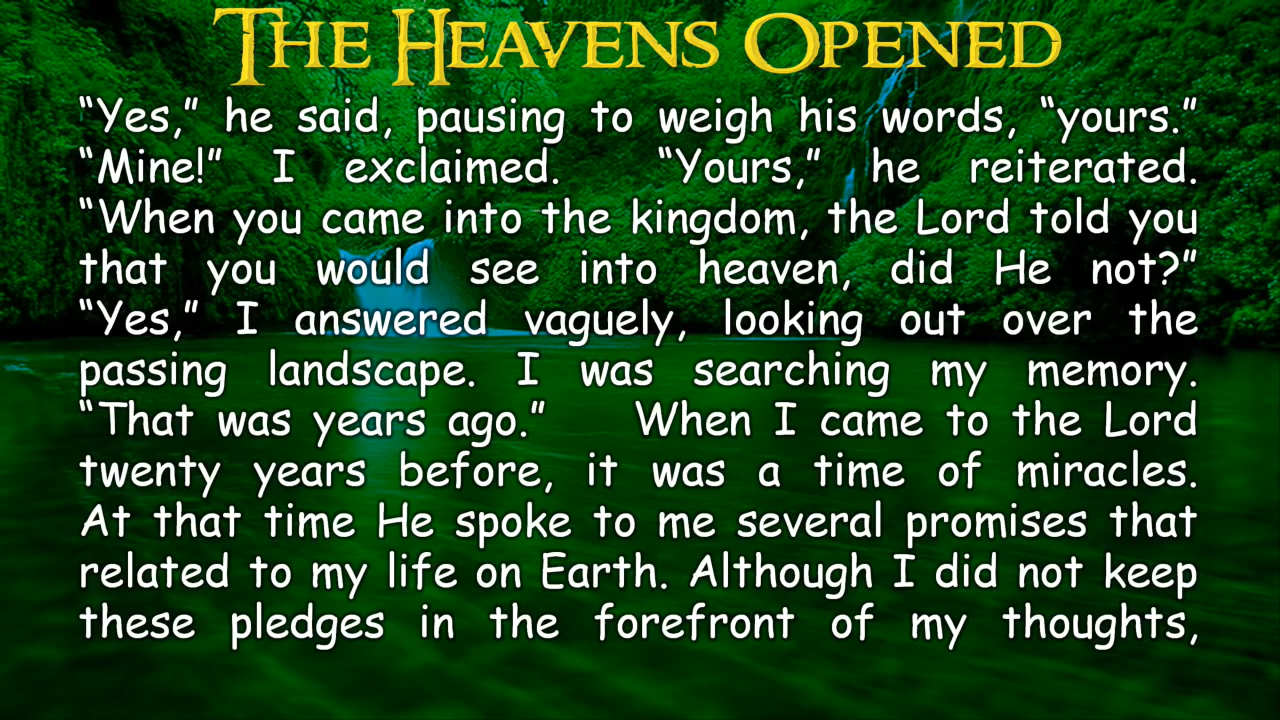 THE HEAVENS OPENED
“Yes,” he said, pausing to weigh his words, “yours.”
“Mine!” I exclaimed. “Yours,” he reiterated.
“When you came into the kingdom, the Lord told you
that you would see into heaven, did He not?”
“Yes,” I answered vaguely, looking out over the
passing landscape. I was searching my memory.
“That was years ago.” When I came to the Lord
twenty years before, it was a time of miracles.
At that time He spoke to me several promises that
related to my life on Earth. Although I did not keep
these pledges in the forefront of my thoughts,